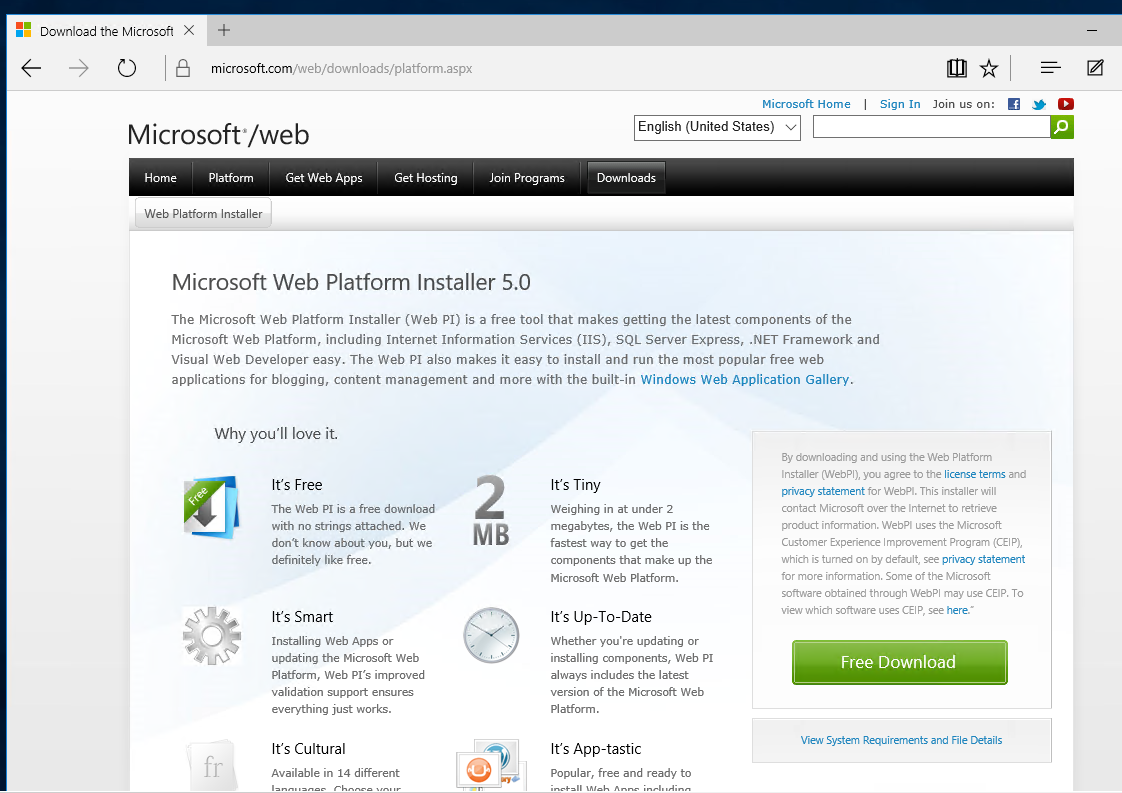 Download the Microsoft
microsoft.com/web/downloads/platform.aspx
Microsoft Home | Sign In Join us on:
English (United States)
Microsoft®/web
Home Platform Get Web Apps Get Hosting Join Programs Downloads
Web Platform Installer
Microsoft Web Platform Installer 5.0
The Microsoft Web Platform Installer (Web PI) is a free tool that makes getting the latest components of the
Microsoft Web Platform, including Internet Information Services (IIS), SQL Server Express, .NET Framework and
Visual Web Developer easy. The Web PI also makes it easy to install and run the most popular free web
applications for blogging, content management and more with the built-in Windows Web Application Gallery.
Why you'll love it.
Free
It's Free
The Web PI is a free download
with no strings attached. We
don't know about you, but we
definitely like free.
2
MB
It's Tiny
Weighing in at under 2
megabytes, the Web PI is the
fastest way to get the
components that make up the
Microsoft Web Platform.
It's Smart
Installing Web Apps or
updating the Microsoft Web
Platform, Web PI's improved
validation support ensures
everything just works.
It's Up-To-Date
Whether you're updating or
installing components, Web PI
always includes the latest
version of the Microsoft Web
Platform.
fr
It's Cultural
Available in 14 different
languages. Choose your
It's App-tastic
Popular, free and ready to
install Web Apps including
By downloading and using the Web Platform
Installer (WebPI), you agree to the license terms and
privacy statement for WebPI. This installer will
contact Microsoft over the Internet to retrieve
product information. WebPI uses the Microsoft
Customer Experience Improvement Program (CEIP),
which is turned on by default, see privacy statement
for more information. Some of the Microsoft
software obtained through WebPI may use CEIP. To
view which software uses CEIP, see here."
Free Download
View System Requirements and File Details